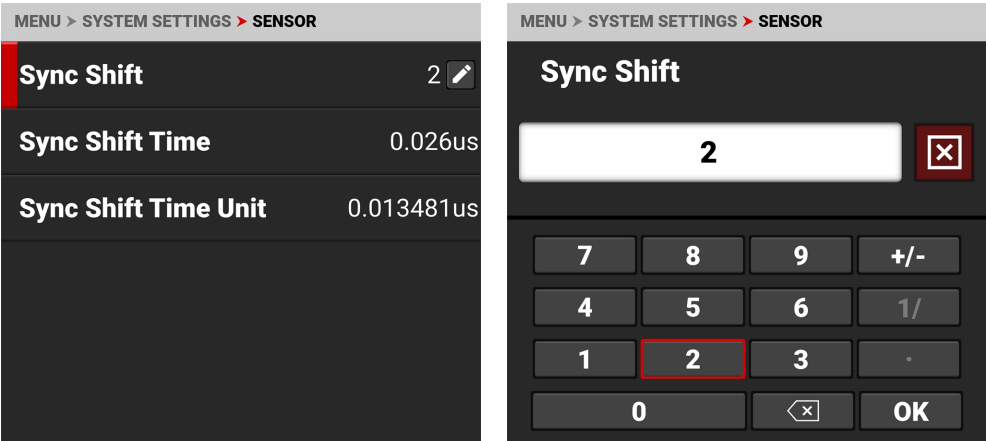 MENU > SYSTEM SETTINGS > SENSOR
Sync Shift 2
Sync Shift Time 0.026us
Sync Shift Time Unit 0.013481us
MENU > SYSTEM SETTINGS > SENSOR
Sync Shift
2
7 8 9 +/-
4 5 6 1/
1 2 3 ·
0 OK